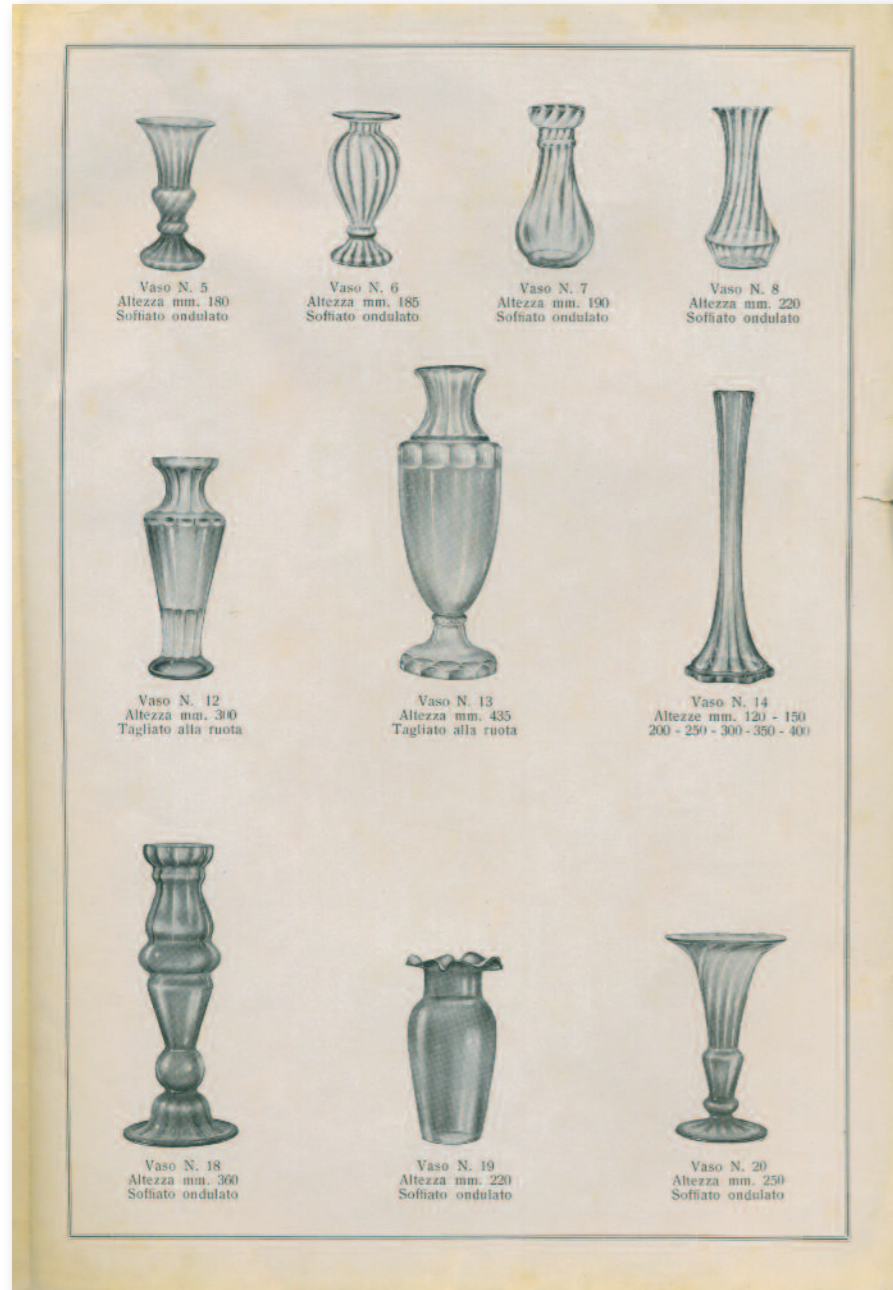 Vaso N. 5
Altezza mm. 180
Soffiato ondulato
Vaso N. 6
Altezza mm. 185
Soffiato ondulato
Vaso N. 7
Altezza mm. 190
Soffiato ondulato
Vaso N. 8
Altezza mm. 220
Soffiato ondulato
Vaso N. 12
Altezza mm. 300
Tagliato alla ruota
Vaso N. 13
Altezza mm. 435
Tagliato alla ruota
Vaso N. 14
Altezze mm. 120 - 150
200 - 250 - 300 - 350 - 400
Vaso N. 18
Altezza mm. 360
Soffiato ondulato
Vaso N. 19
Altezza mm. 220
Soffiato ondulato
Vaso N. 20
Altezza mm. 250
Soffiato ondulato